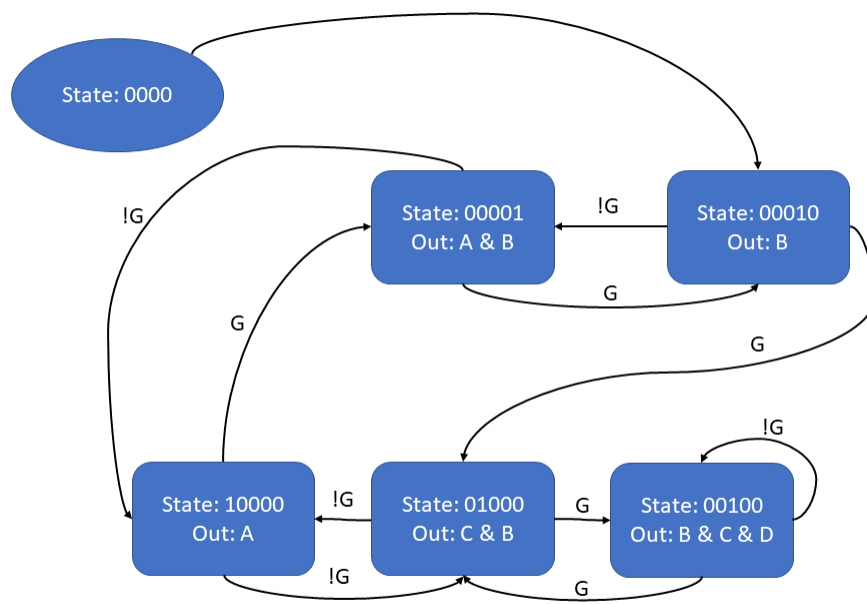 State: 0000
!G
State: 00001
Out: A & B
!G
State: 00010
Out: B
G
G
G
!G
State: 10000
Out: A
!G
State: 01000
Out: C & B
G
State: 00100
Out: B & C & D
!G
G